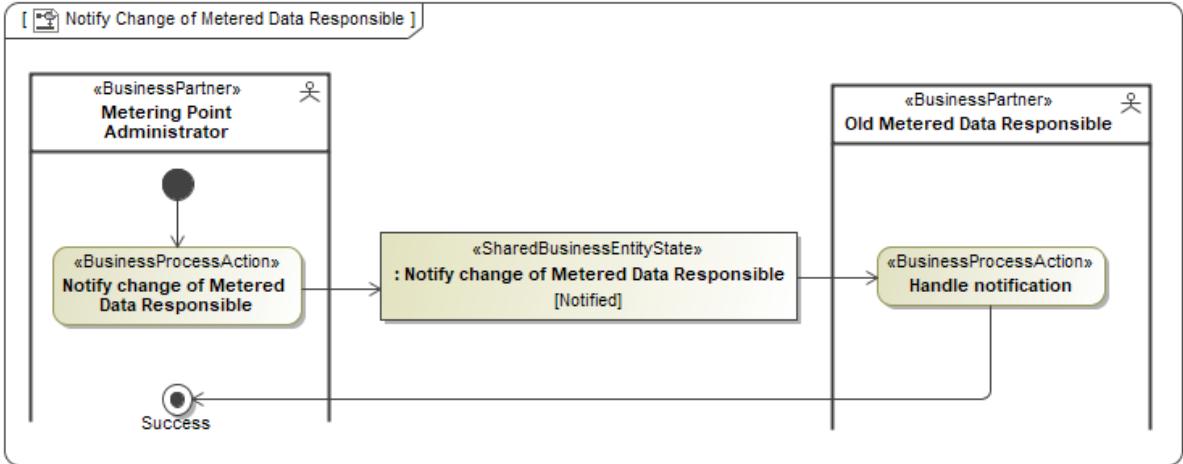 [ Notify Change of Metered Data Responsible ]
«BusinessPartner»
Metering Point
Administrator
«BusinessPartner»
Old Metered Data Responsible
«BusinessProcessAction»
Notify change of Metered
Data Responsible
«SharedBusinessEntityState»
: Notify change of Metered Data Responsible
[Notified]
«BusinessProcessAction»
Handle notification
Success